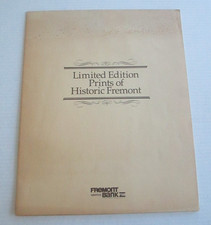 Limited Edition
Prints of
Historic Fremont
FREMONT
BANK